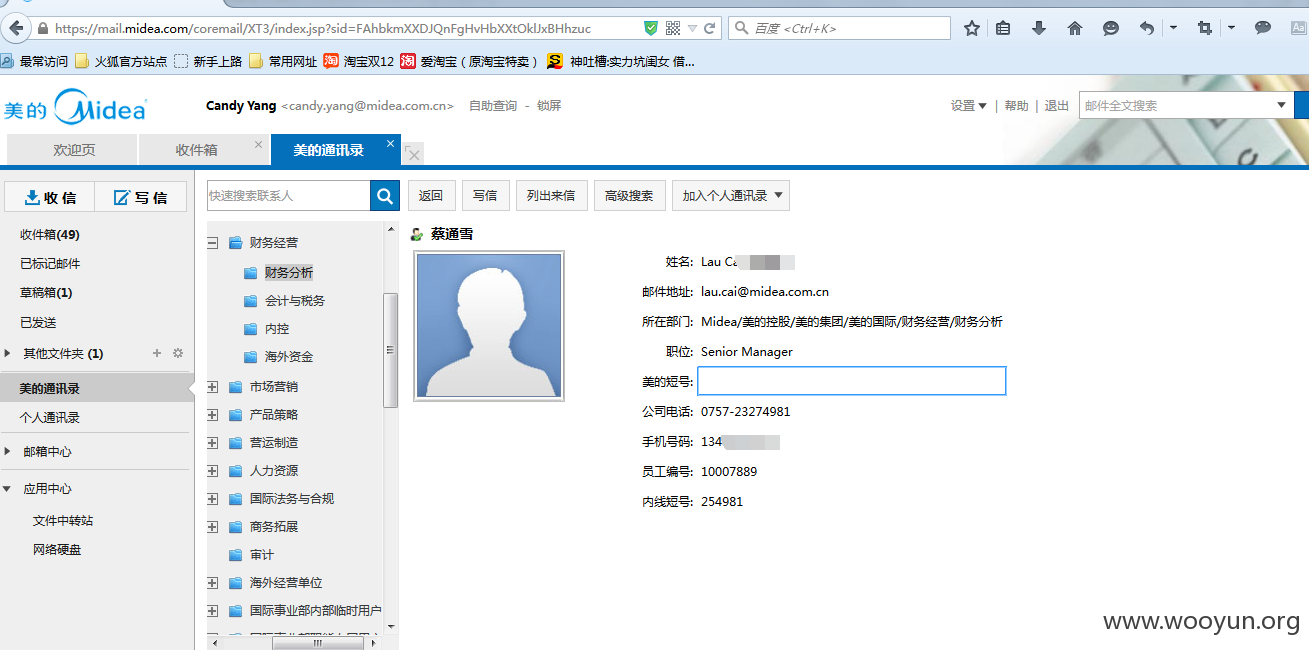 https://mail.midea.com/coremail/XT3/index.jsp?sid=FAhbkmXXDJQnFgHvHbXXtOklJxBHhzuc
百度 <Ctrl+K>
最常访问 火狐官方站点 新手上路 常用网址 淘宝双12 爱淘宝（原淘宝特卖） 神吐槽:实力坑闺女 借...
美的 Midea
Candy Yang <candy.yang@midea.com.cn> 自助查询 - 锁屏
设置 | 帮助 | 退出 邮件全文搜索
欢迎页 收件箱 美的通讯录
收信 写信
快速搜索联系人 返回 写信 列出来信 高级搜索 加入个人通讯录
收件箱(49)
已标记邮件
草稿箱(1)
已发送
其他文件夹 (1)
美的通讯录
个人通讯录
邮箱中心
应用中心
文件中转站
网络硬盘
财务经营
财务分析
会计与税务
内控
海外资金
市场营销
产品策略
营运制造
人力资源
国际法务与合规
商务拓展
审计
海外经营单位
国际事业部内部临时用户
蔡通雪
姓名: Lau Ca
邮件地址: lau.cai@midea.com.cn
所在部门: Midea/美的控股/美的集团/美的国际/财务经营/财务分析
职位: Senior Manager
美的短号:
公司电话: 0757-23274981
手机号码: 134
员工编号: 10007889
内线短号: 254981
www.wooyun.org